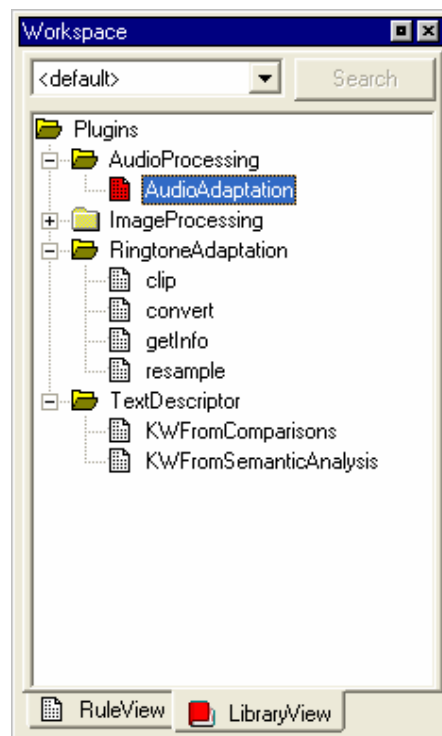 Workspace
<default> Search
Plugins
AudioProcessing
AudioAdaptation
ImageProcessing
RingtoneAdaptation
clip
convert
getInfo
resample
TextDescriptor
KWFromComparisons
KWFromSemanticAnalysis
RuleView LibraryView